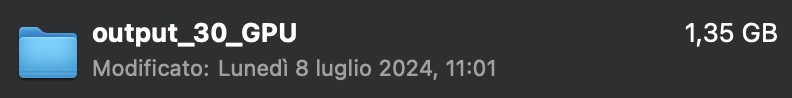 output_30_GPU 1,35 GB
Modificato: Lunedì 8 luglio 2024, 11:01